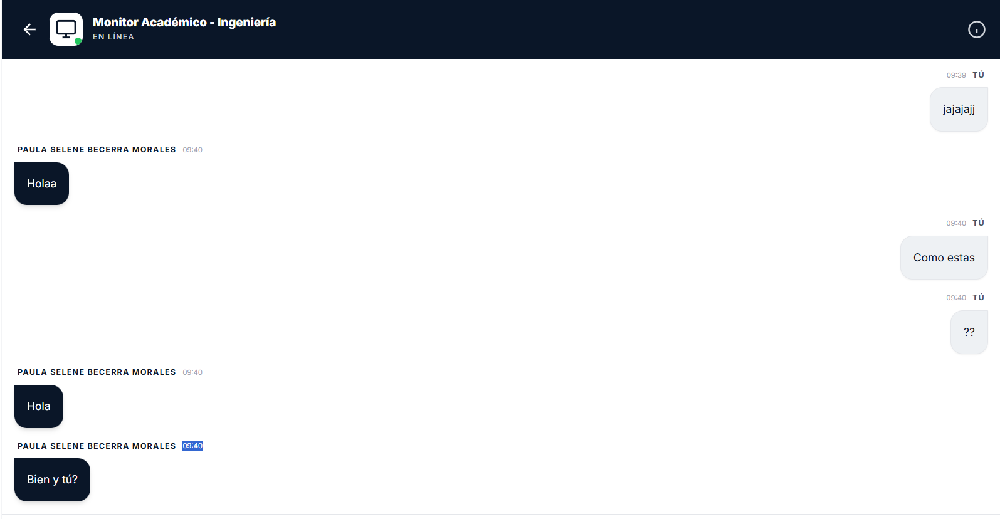 Monitor Académico - Ingeniería
EN LÍNEA
09:39 TÚ
jajajajj
PAULA SELENE BECERRA MORALES 09:40
Holaa
09:40 TÚ
Como estas
09:40 TÚ
??
PAULA SELENE BECERRA MORALES 09:40
Hola
PAULA SELENE BECERRA MORALES 09:40
Bien y tú?